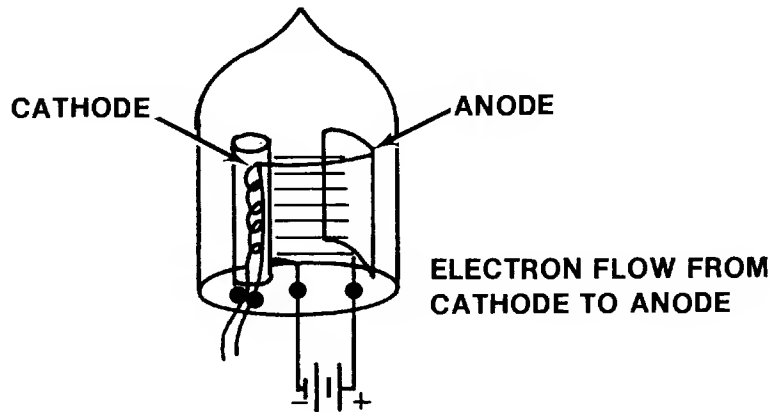 CATHODE
ANODE
ELECTRON FLOW FROM
CATHODE TO ANODE
- +